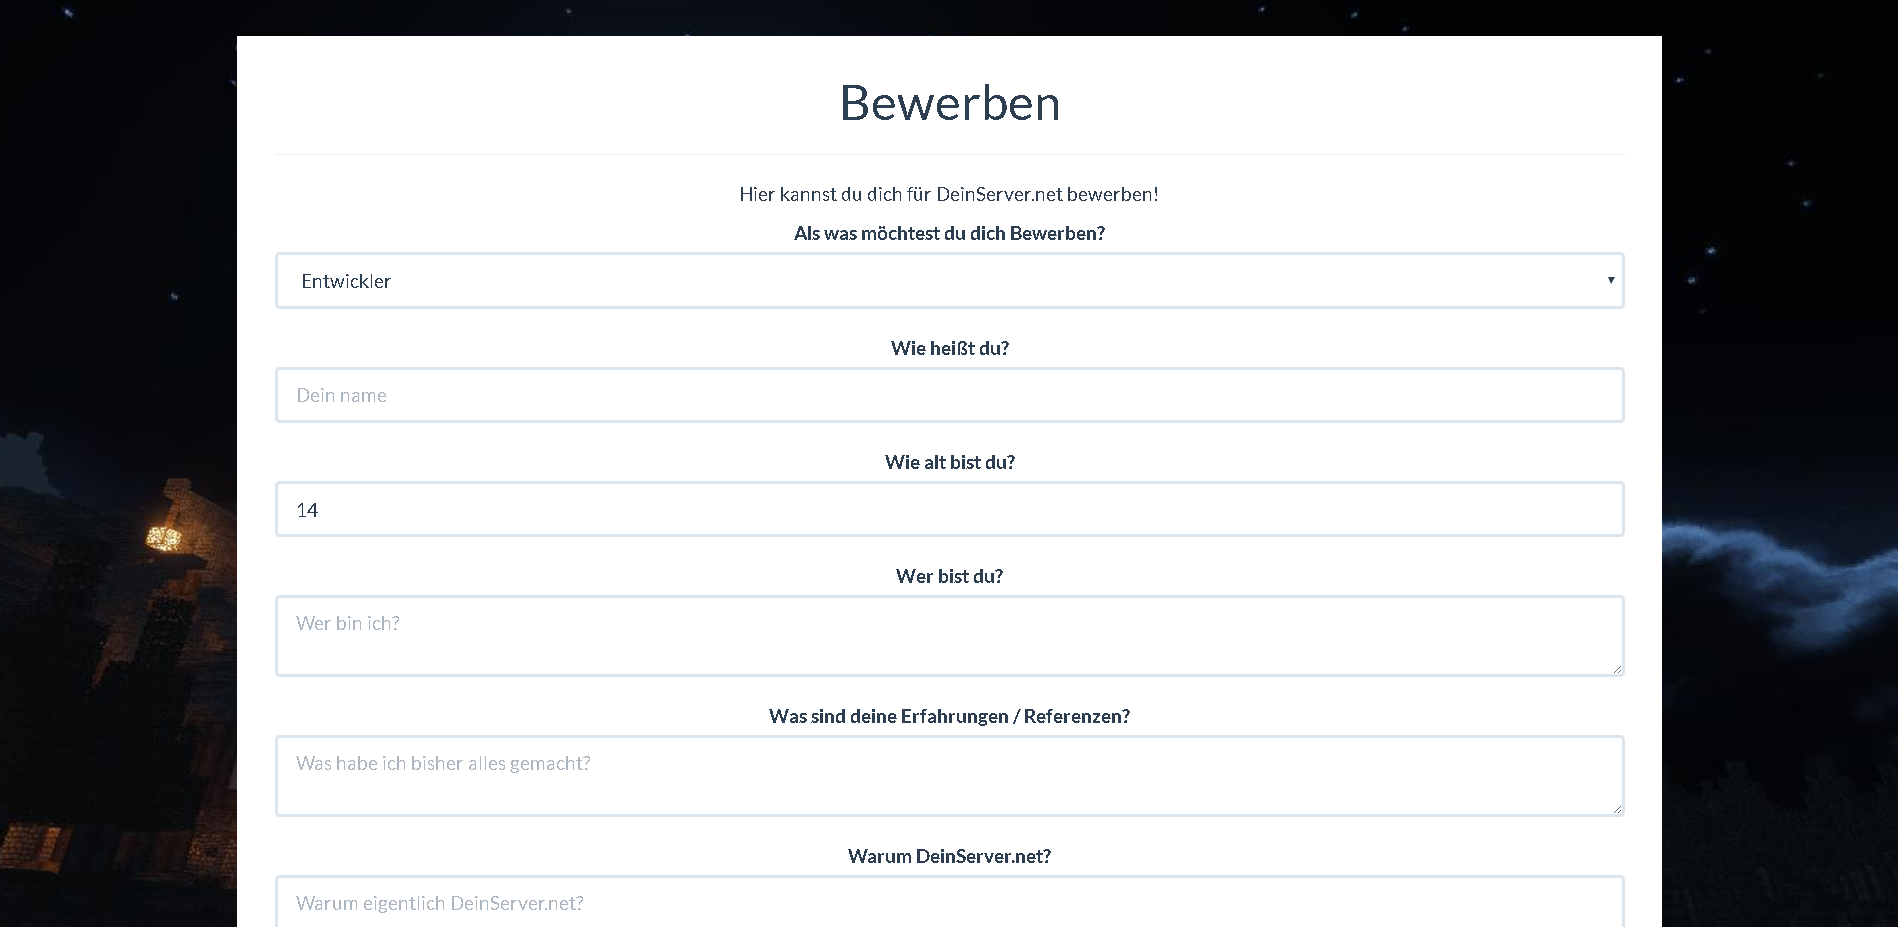 Bewerben
Hier kannst du dich für DeinServer.net bewerben!
Als was möchtest du dich Bewerben?
Entwickler
Wie heißt du?
Dein name
Wie alt bist du?
14
Wer bist du?
Wer bin ich?
Was sind deine Erfahrungen / Referenzen?
Was habe ich bisher alles gemacht?
Warum DeinServer.net?
Warum eigentlich DeinServer.net?